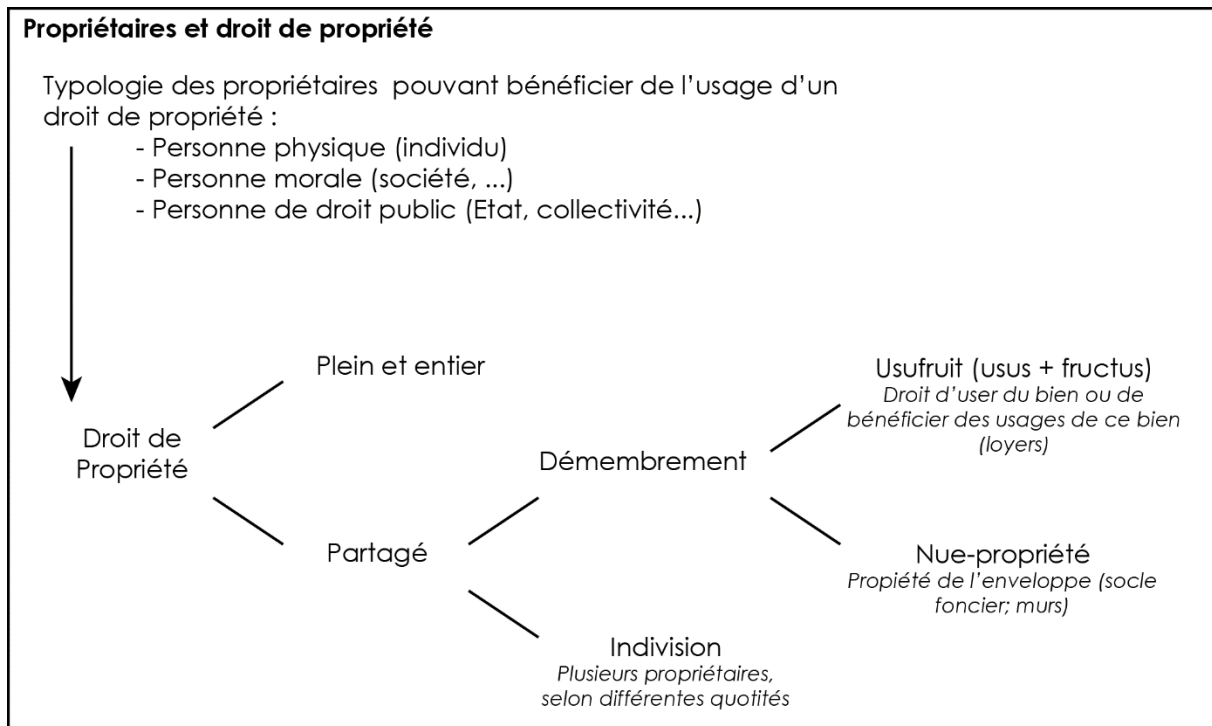 Propriétaires et droit de propriété
Typologie des propriétaires pouvant bénéficier de l'usage d'un
droit de propriété :
- Personne physique (individu)
- Personne morale (société, ...)
- Personne de droit public (Etat, collectivité...)
Plein et entier
Droit de
Propriété
Partagé
Démembrement
Usufruit (usus + fructus)
Droit d'user du bien ou de
bénéficier des usages de ce bien
(loyers)
Nue-propriété
Propiété de l'enveloppe (socle
foncier; murs)
Indivision
Plusieurs propriétaires,
selon différentes quotités